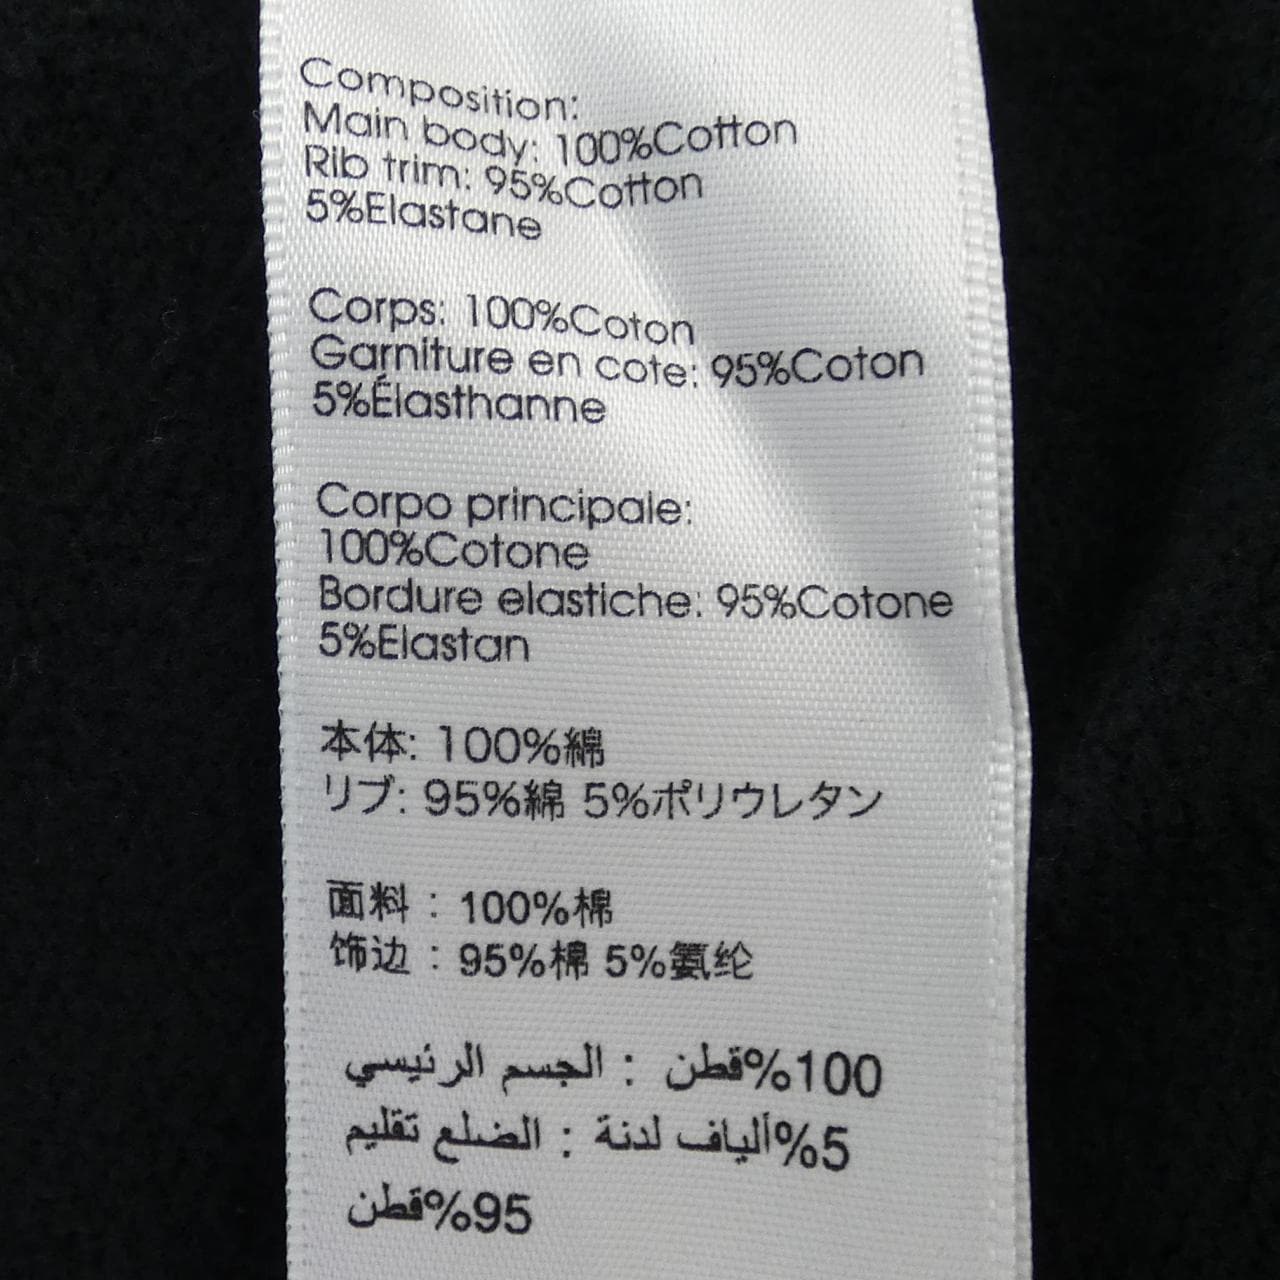 Composition:
Main body: 100%Cotton
Rib trim: 95%Cotton
5%Elastane
Corps: 100%Coton
Garniture en cote: 95%Coton
5%Élasthanne
Corpo principale:
100%Cotone
Bordure elastiche: 95%Cotone
5%Elastan
本体: 100%綿
リブ: 95%綿 5%ポリウレタン
面料：100%棉
饰边：95%棉 5%氨纶
100%قطن : الجسم الرئيسي
5%ألياف لدنة : الضلع تقليم
95%قطن